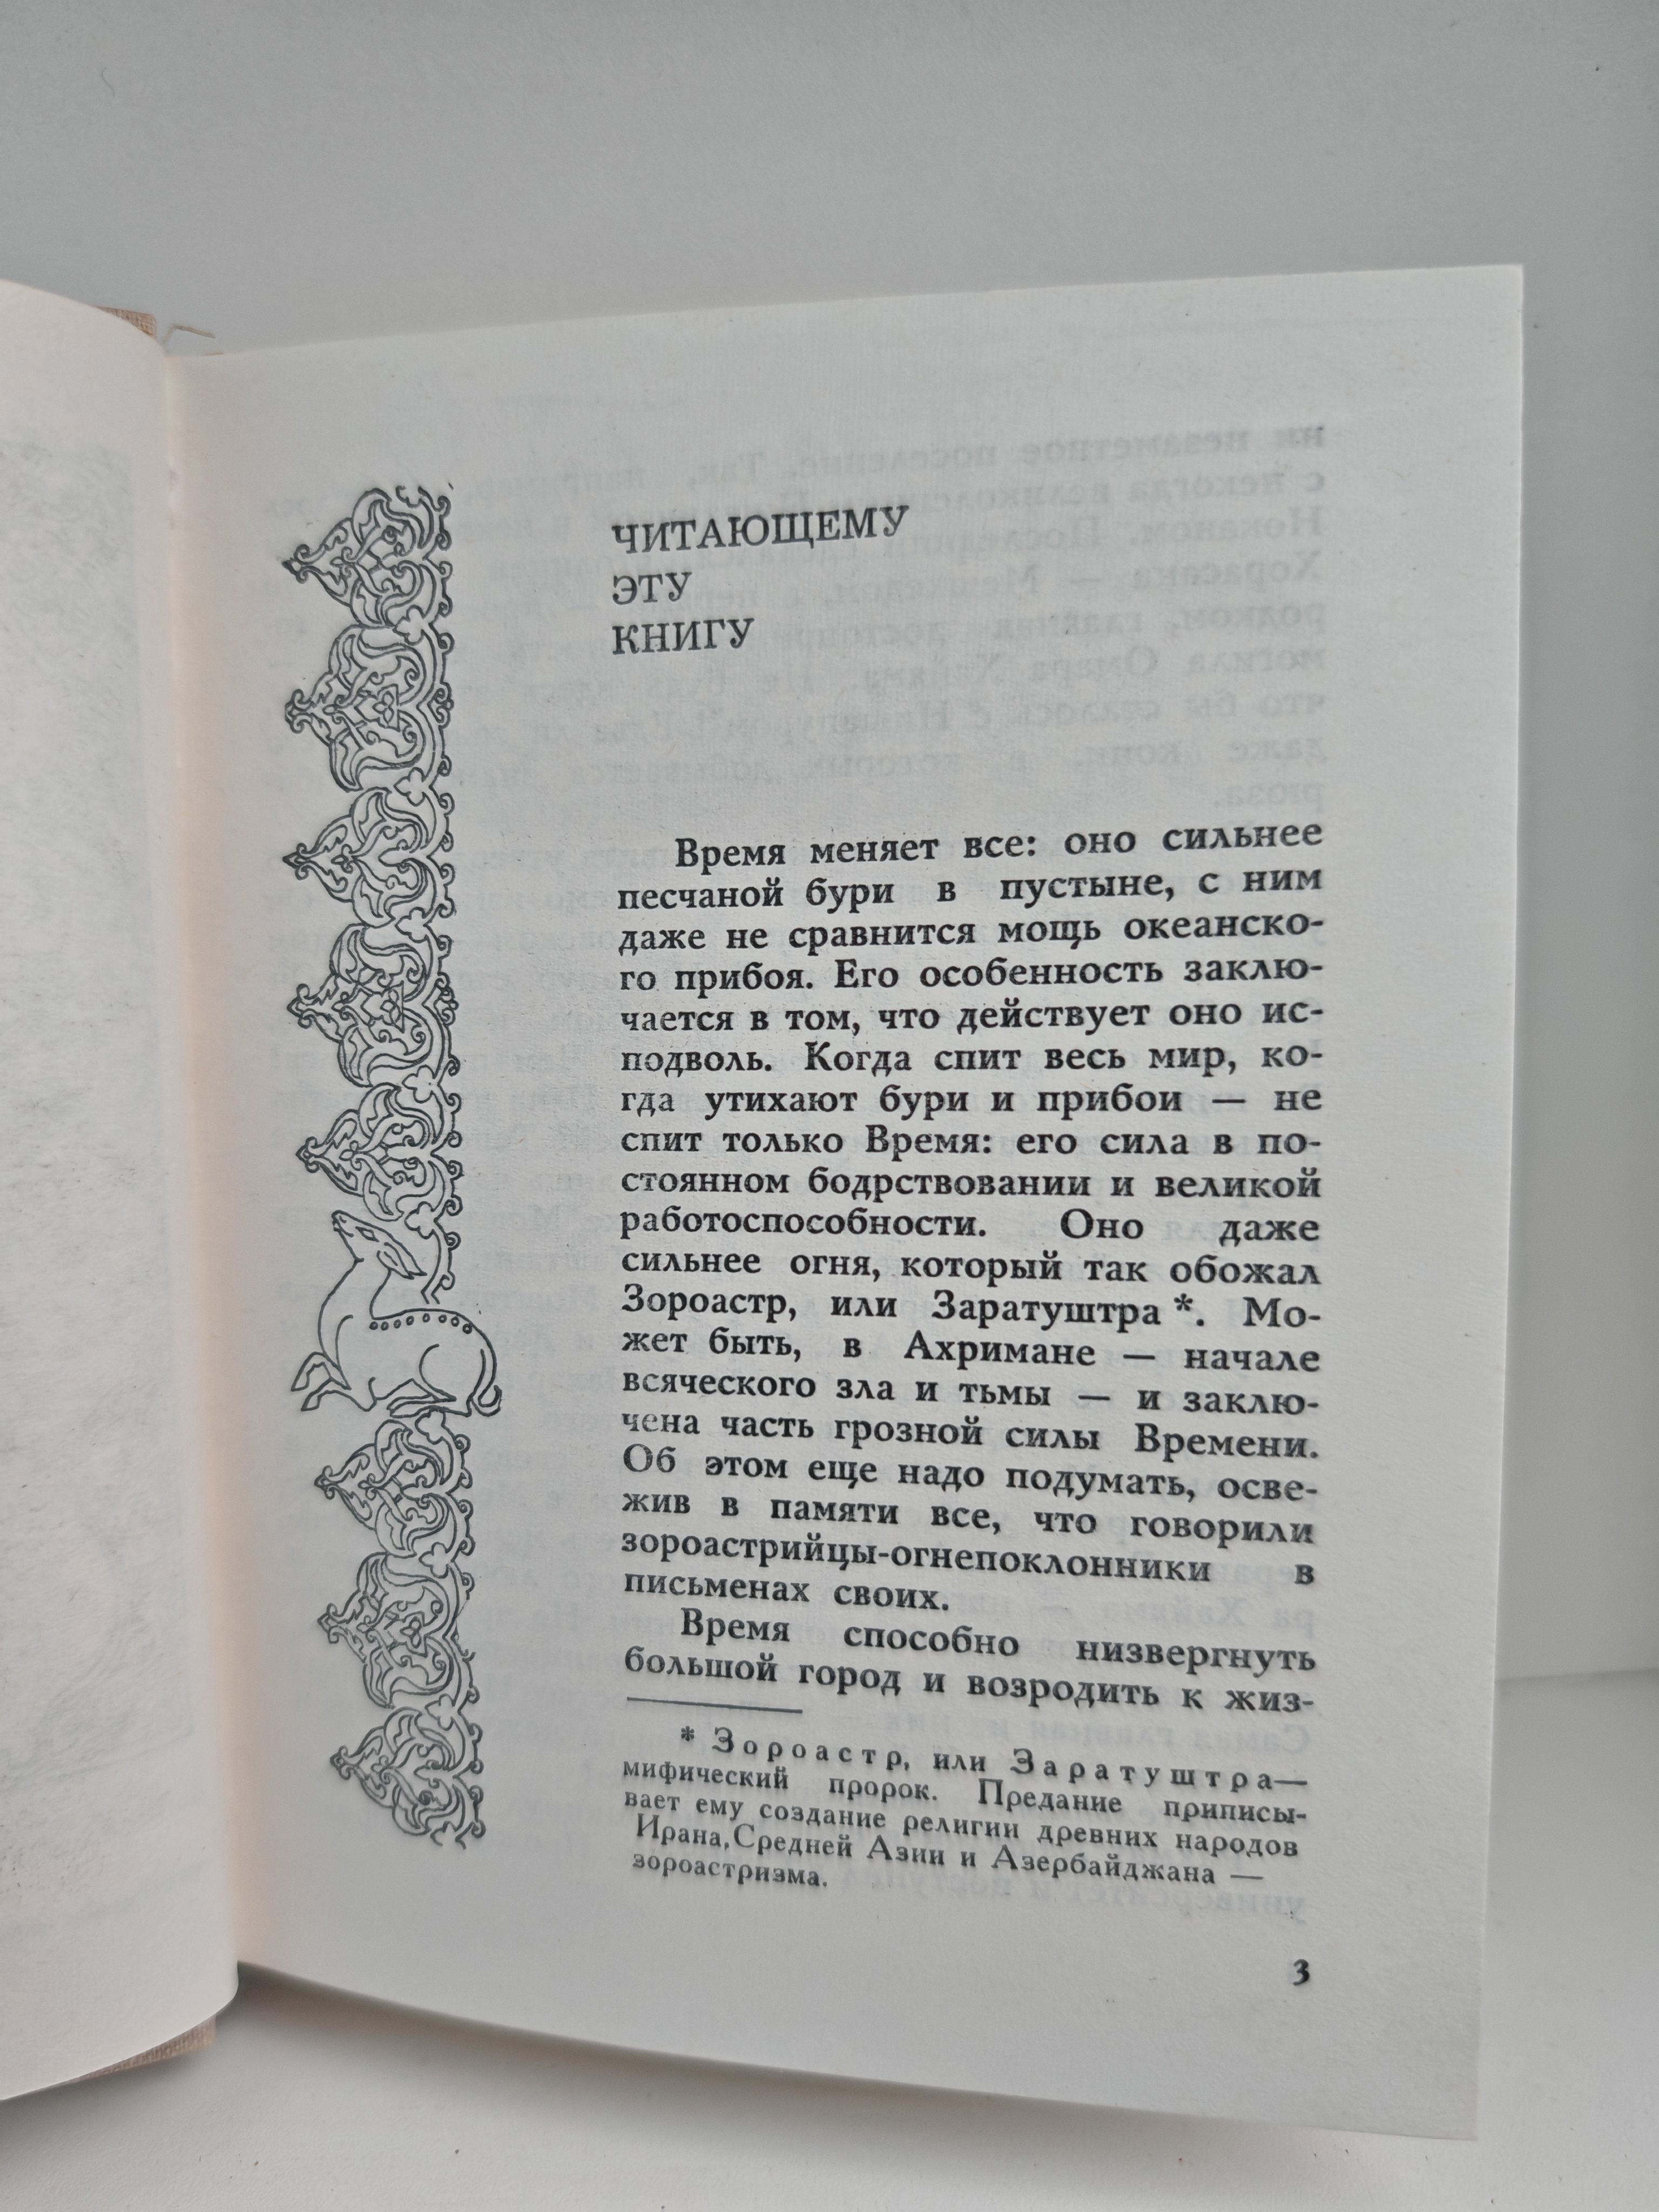 ЧИТАЮЩЕМУ
ЭТУ
КНИГУ
Время меняет все: оно сильнее
песчаной бури в пустыне, с ним
даже не сравнится мощь океанско-
го прибоя. Его особенность заклю-
чается в том, что действует оно ис-
подволь. Когда спит весь мир, ко-
гда утихают бури и прибои — не
спит только Время: его сила в по-
стоянном бодрствовании и великой
работоспособности. Оно даже
сильнее огня, который так обожал
Зороастр, или Заратуштра *. Мо-
жет быть, в Ахримане — начале
всяческого зла и тьмы — и заклю-
чена часть грозной силы Времени.
Об этом еще надо подумать, осве-
жив в памяти все, что говорили
зороастрийцы-огнепоклонники в
письменах своих.
Время способно низвергнуть
большой город и возродить к жиз-
* Зороастр, или Заратуштра—
мифический пророк. Предание приписы-
вает ему создание религии древних народов
Ирана,Средней Азии и Азербайджана —
зороастризма.
3